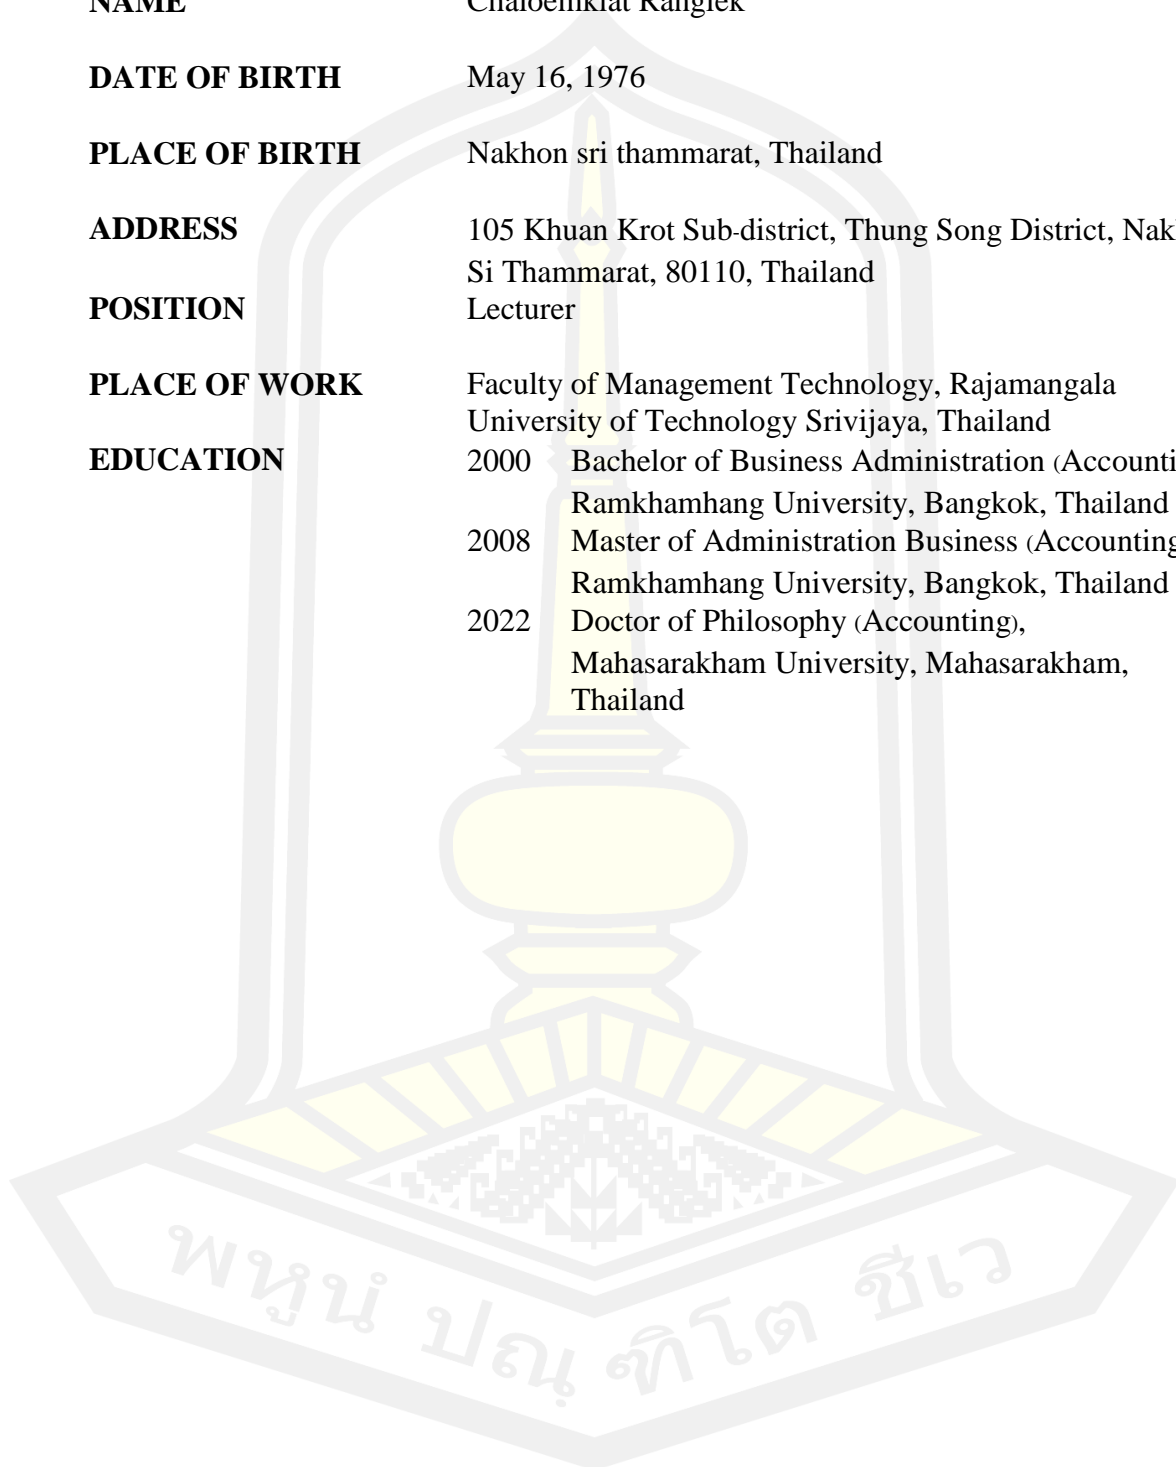 NAME Chaloemkiat Ranglek
DATE OF BIRTH May 16, 1976
PLACE OF BIRTH Nakhon sri thammarat, Thailand
ADDRESS 105 Khuan Krot Sub-district, Thung Song District,
Si Thammarat, 80110, Thailand
POSITION Lecturer
PLACE OF WORK Faculty of Management Technology, Rajamangala
University of Technology Srivijaya, Thailand
EDUCATION 2000 Bachelor of Business Administration
Ramkhamhang University, Bangkok, Thailand
2008 Master of Administration Business (Accounting
Ramkhamhang University, Bangkok, Thailand
2022 Doctor of Philosophy (Accounting),
Mahasarakham University, Mahasarakham,
Thailand
พหูนํ ปณฺฑิโต ชีเว